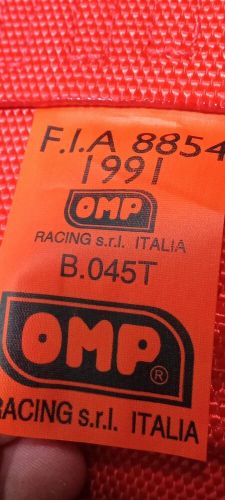 F.I.A 8854
1991
OMP
RACING s.r.l. ITALIA
B.045T
OMP®
RACING s.r.l. ITALIA